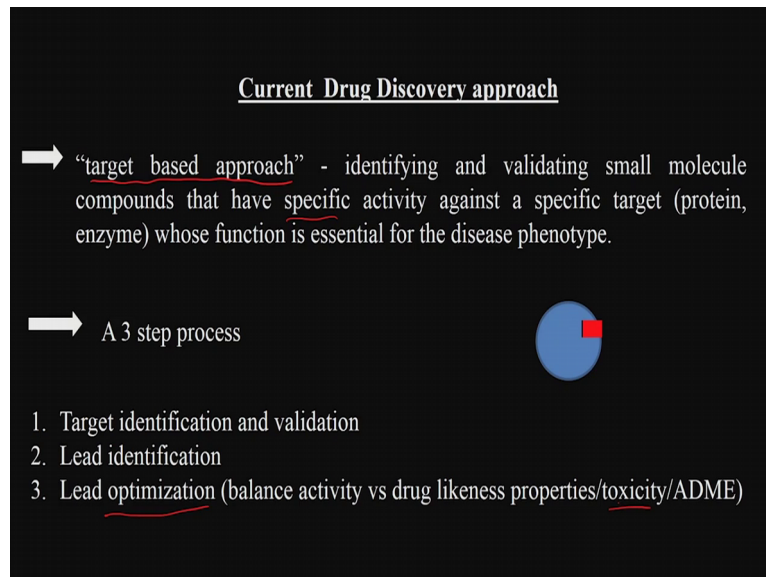 Current Drug Discovery approach
“target based approach” - identifying and validating small molecule
compounds that have specific activity against a specific target (protein,
enzyme) whose function is essential for the disease phenotype.
A 3 step process
1. Target identification and validation
2. Lead identification
3. Lead optimization (balance activity vs drug likeness properties/toxicity/ADME)